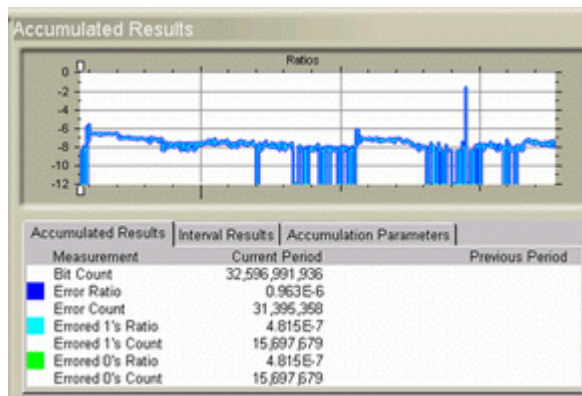 Accumulated Results
Ratios
0
-2
-4
-6
-8
-10
-12
Accumulated Results Interval Results Accumulation Parameters
Measurement Current Period Previous Period
Bit Count 32,596,991,936
Error Ratio 0.963E-6
Error Count 31,395,358
Errored 1's Ratio 4.815E-7
Errored 1's Count 15,697,679
Errored 0's Ratio 4.815E-7
Errored 0's Count 15,697,679